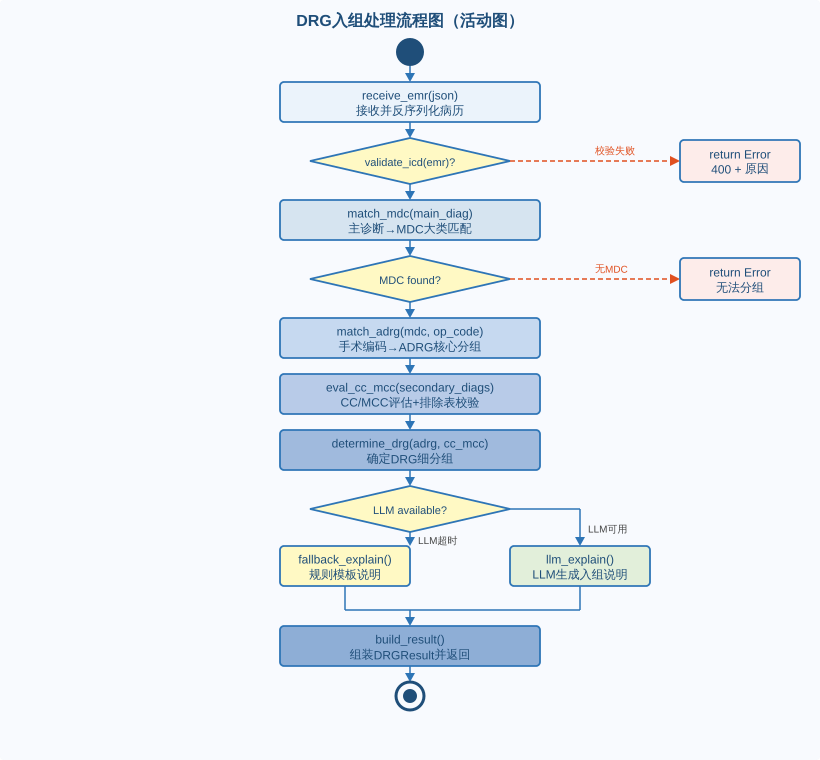 DRG入组处理流程图（活动图）
receive_emr(json)
接收并反序列化病历
validate_icd(emr)?
校验失败
return Error
400 + 原因
match_mdc(main_diag)
主诊断→MDC大类匹配
MDC found?
无MDC
return Error
无法分组
match_adrg(mdc, op_code)
手术编码→ADRG核心分组
eval_cc_mcc(secondary_diags)
CC/MCC评估+排除表校验
determine_drg(adrg, cc_mcc)
确定DRG细分组
LLM available?
LLM可用
LLM超时
fallback_explain()
规则模板说明
llm_explain()
LLM生成入组说明
build_result()
组装DRGResult并返回